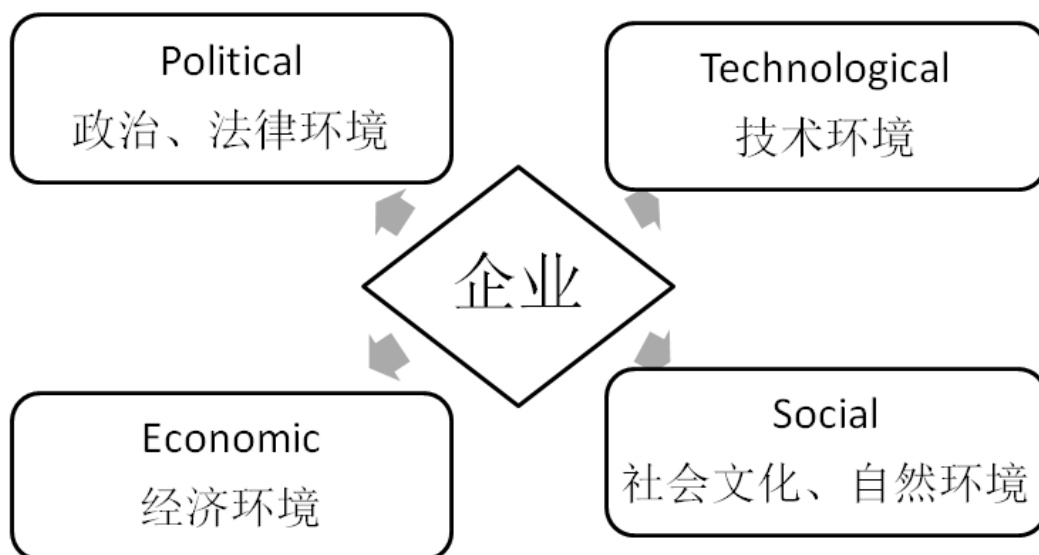 Political
政治、法律环境
Technological
技术环境
企业
Economic
经济环境
Social
社会文化、自然环境